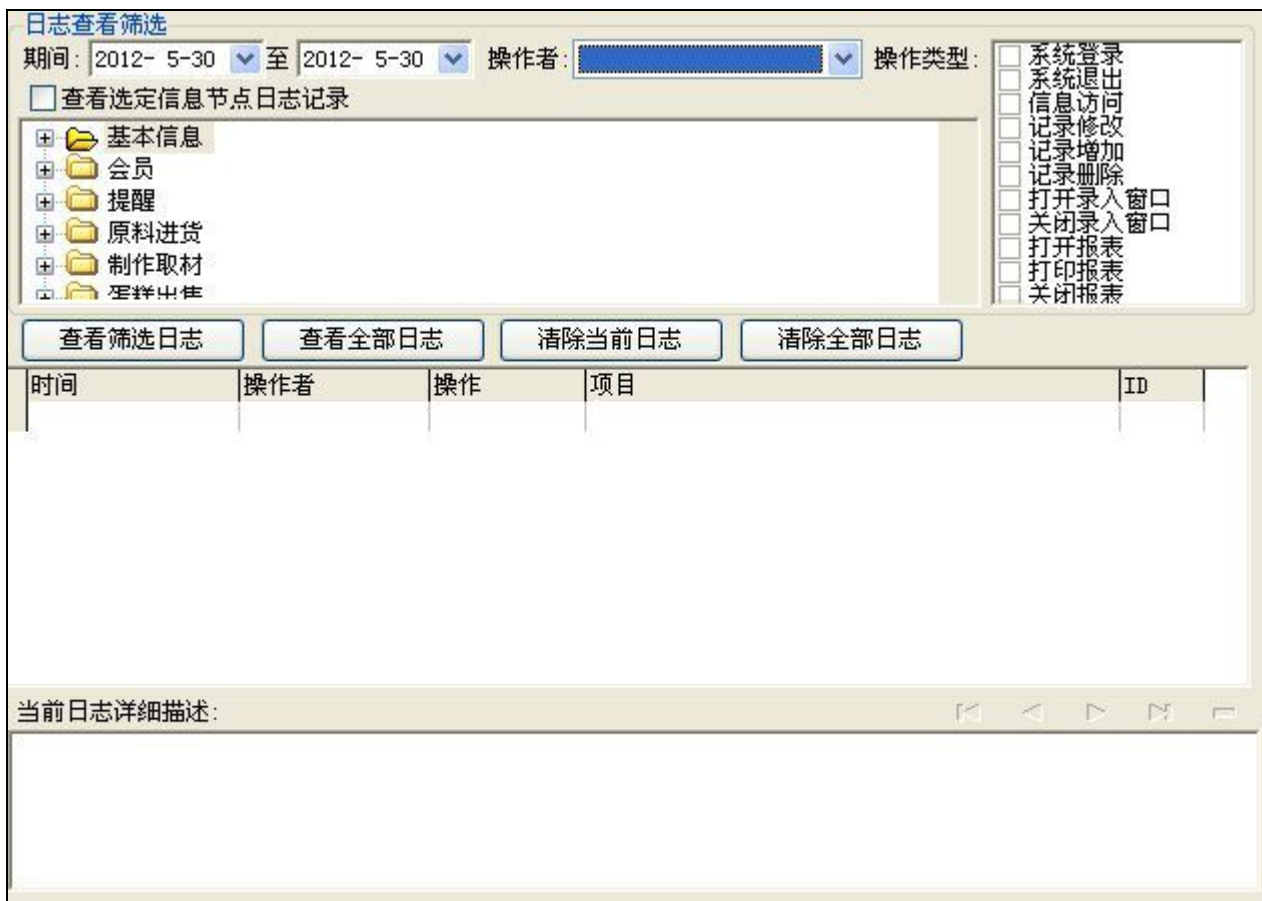 日志查看筛选
期间: 2012- 5-30 至 2012- 5-30 操作者: 操作类型:
系统登录
系统退出
信息访问
记录修改
记录增加
记录删除
打开录入窗口
关闭录入窗口
打开报表
打印报表
关闭报表
查看选定信息节点日志记录
基本信息
会员
提醒
原料进货
制作取材
蛋糕出售
查看筛选日志 查看全部日志 清除当前日志 清除全部日志
时间 操作者 操作 项目 ID
当前日志详细描述: